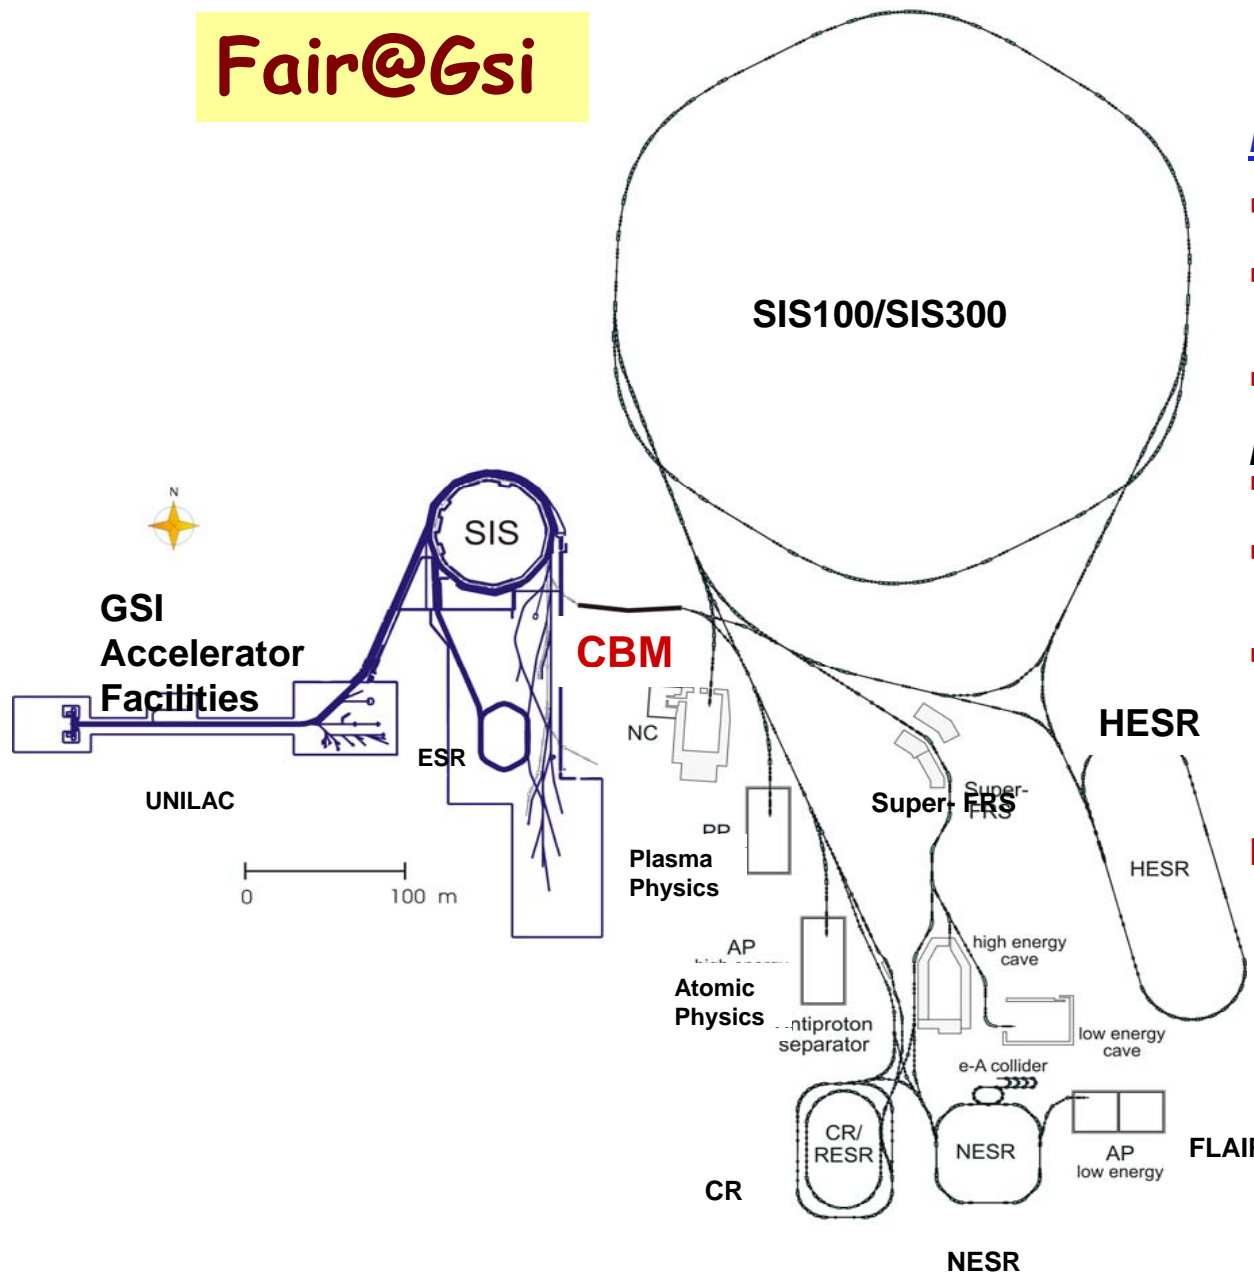 Fair@Gsi
SIS100/SIS300
N
SIS
GSI
Accelerator
Facilities
CBM
NC
HESR
ESR
UNILAC
Super- FRS
Super-
FRS
0 100 m
Plasma
Physics
HESR
AP
high energy
cave
Atomic
Physics
separator
low energy
cave
e-A collider
CR/
RESR
NESR
AP
low energy
CR
NESR